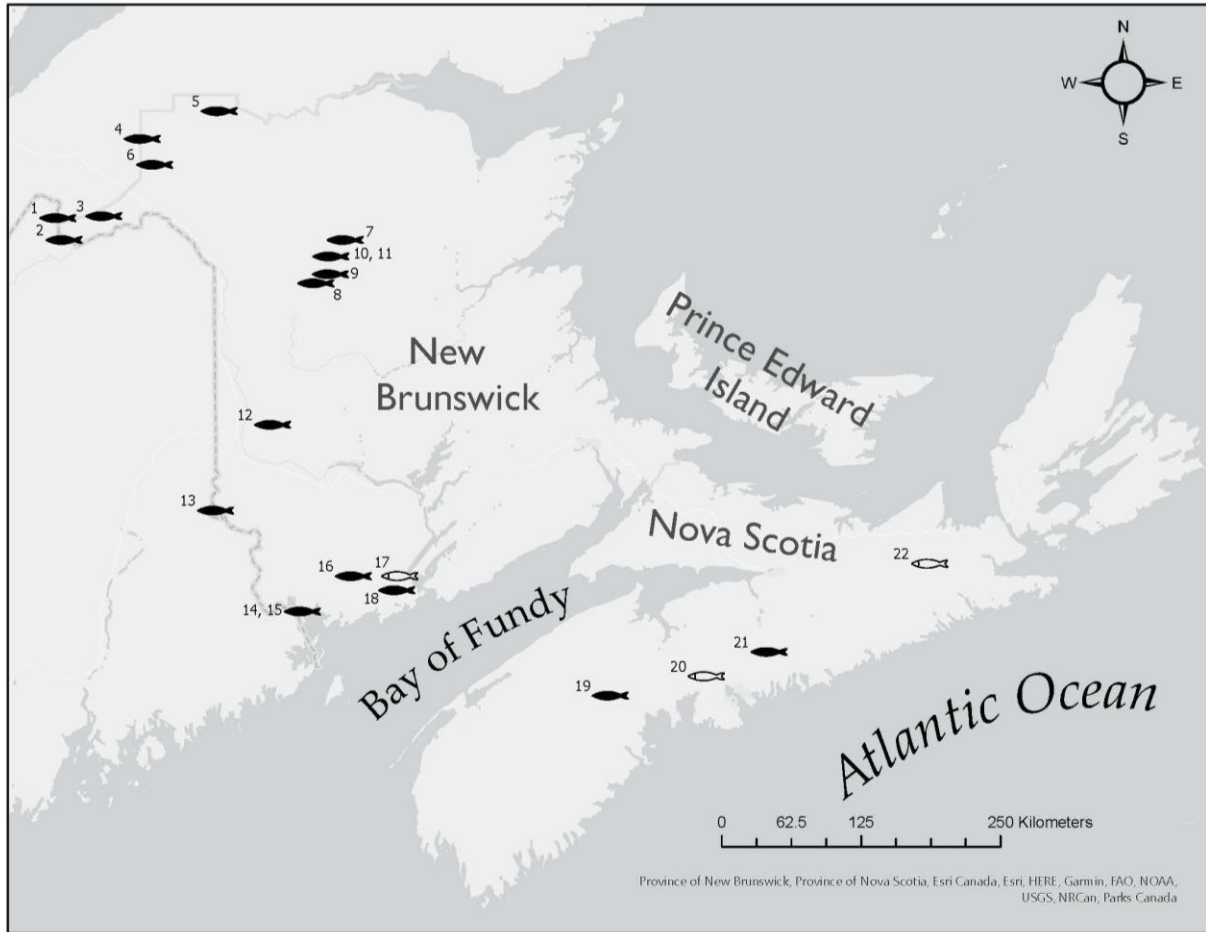 N
W
E
S
5
4
6
1
3
2
7
10, 11
9
8
Prince Edward
Island
New
Brunswick
12
13
Nova Scotia
22
16
17
18
14, 15
Bay of Fundy
21
20
19
Atlantic Ocean
0 62.5 125 250 Kilometers
Province of New Brunswick, Province of Nova Scotia, Esri Canada, Esri, HERE, Garmin, FAO, NOAA,
USGS, NRCan, Parks Canada